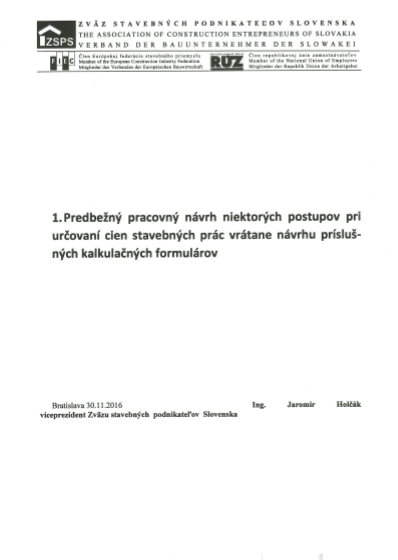 ZSPS
ZVÄZ STAVEBNÝCH PODNIKATEĽOV SLOVENSKA
THE ASSOCIATION OF CONSTRUCTION ENTREPRENEURS OF SLOVAKIA
VERBAND DER BAUUNTERNEHMER DER SLOWAKEI
FIEC
Člen Európskej federácie stavebného priemyslu
Member of the European Construction Industry Federation
Mitglieder des Verbandes der Europäischen Bauwirtschaft
RÚZ
Člen republikovej únie zamestnávateľov
Member of the National Union of Employers
Mitglieder der Republik Union der Arbeitgeber
1.Predbežný pracovný návrh niektorých postupov pri
určovaní cien stavebných prác vrátane návrhu prísluš-
ných kalkulačných formulárov
Bratislava 30.11.2016 Ing. Jaromír Holčák
viceprezident Zväzu stavebných podnikateľov Slovenska